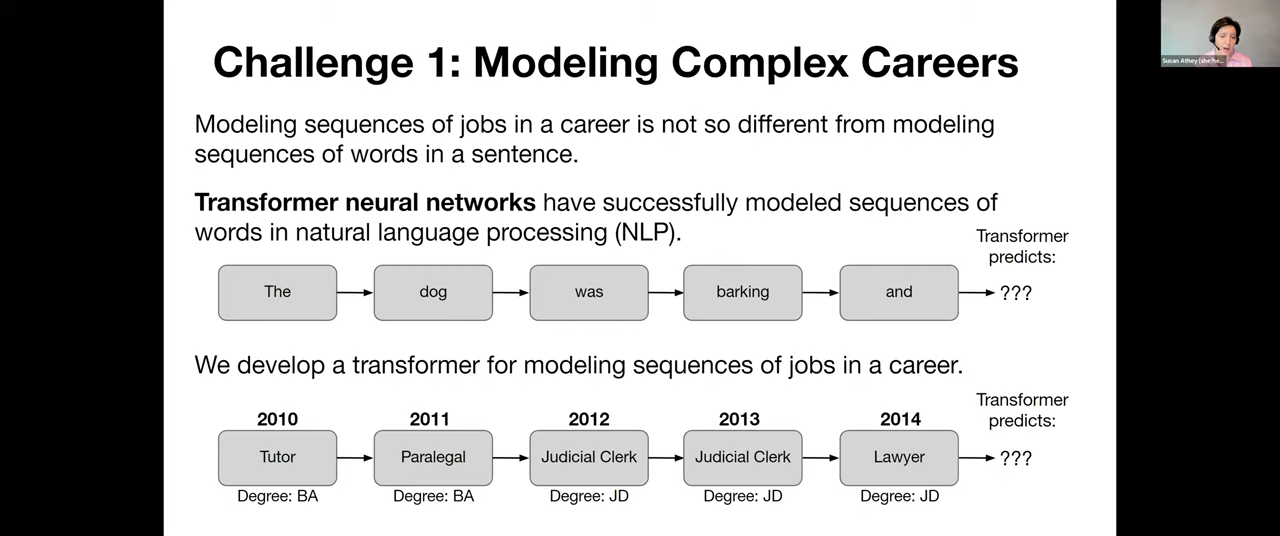 Challenge 1: Modeling Complex Careers
Susan Athey (she/he...
Modeling sequences of jobs in a career is not so different from modeling
sequences of words in a sentence.
Transformer neural networks have successfully modeled sequences of
words in natural language processing (NLP).
Transformer
predicts:
The dog was barking and ???
We develop a transformer for modeling sequences of jobs in a career.
Transformer
predicts:
2010 2011 2012 2013 2014
Tutor Paralegal Judicial Clerk Judicial Clerk Lawyer ???
Degree: BA Degree: BA Degree: JD Degree: JD Degree: JD